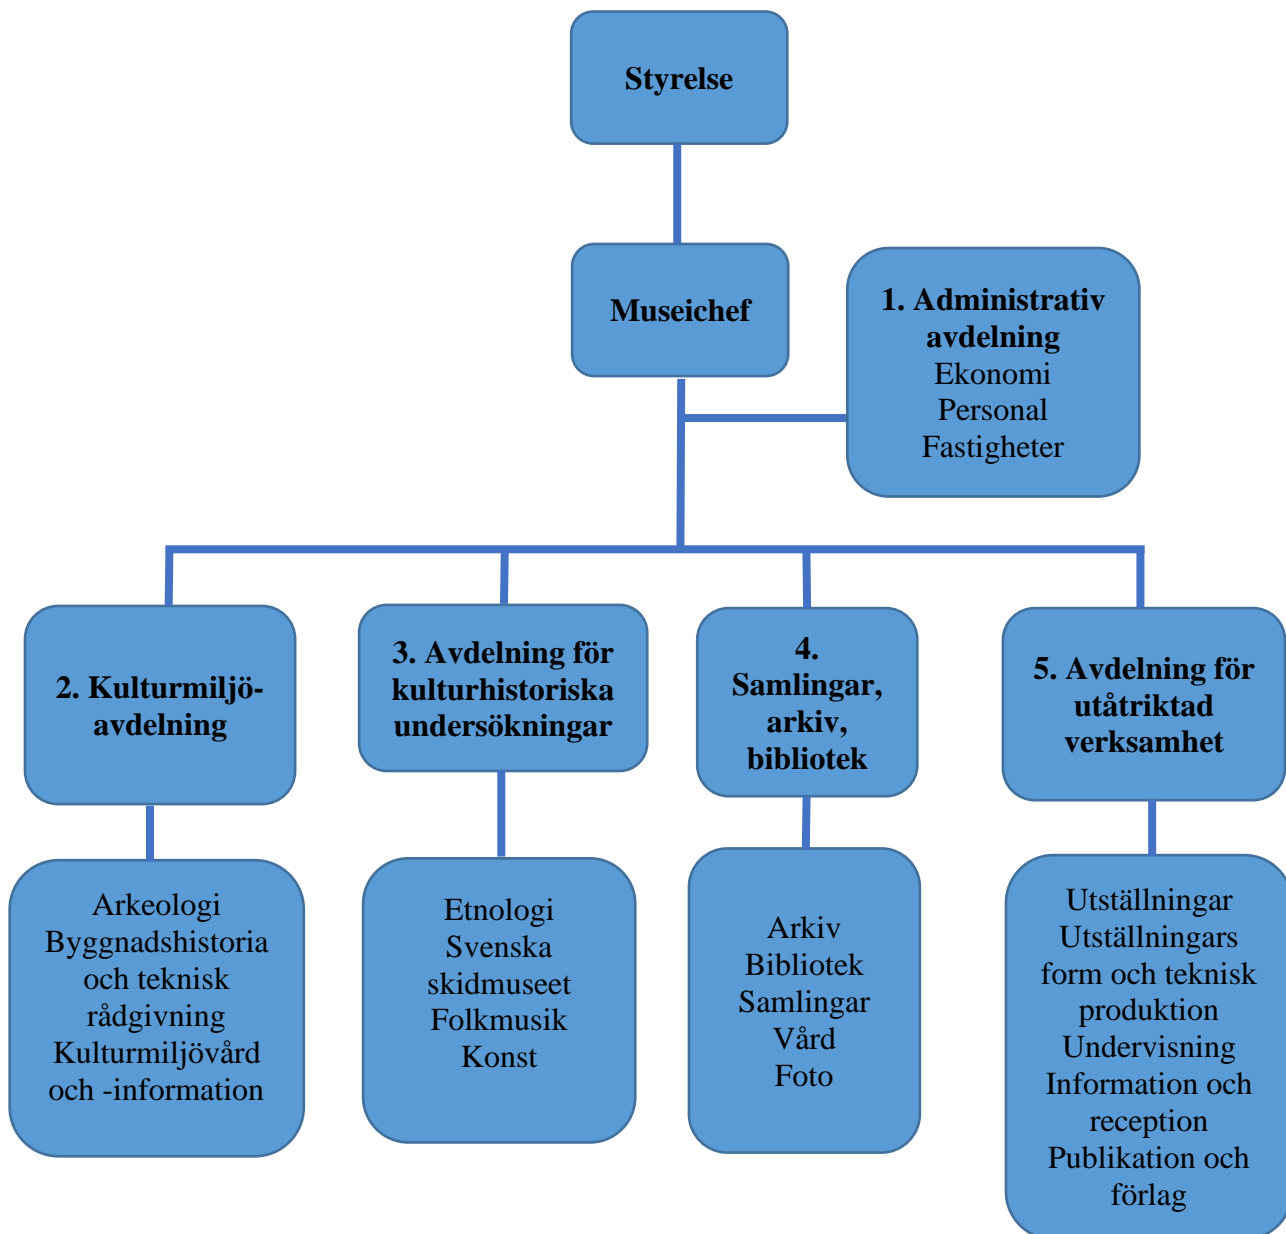 Styrelse
Museichef
1. Administrativ
avdelning
Ekonomi
Personal
Fastigheter
2. Kulturmiljö-
avdelning
3. Avdelning för
kulturhistoriska
undersökningar
4.
Samlingar,
arkiv,
bibliotek
5. Avdelning för
utåtriktad
verksamhet
Arkeologi
Byggnadshistoria
och teknisk
rådgivning
Kulturmiljövård
och -information
Etnologi
Svenska
skidmuseet
Folkmusik
Konst
Arkiv
Bibliotek
Samlingar
Vård
Foto
Utställningar
Utställningars
form och teknisk
produktion
Undervisning
Information och
reception
Publikation och
förlag